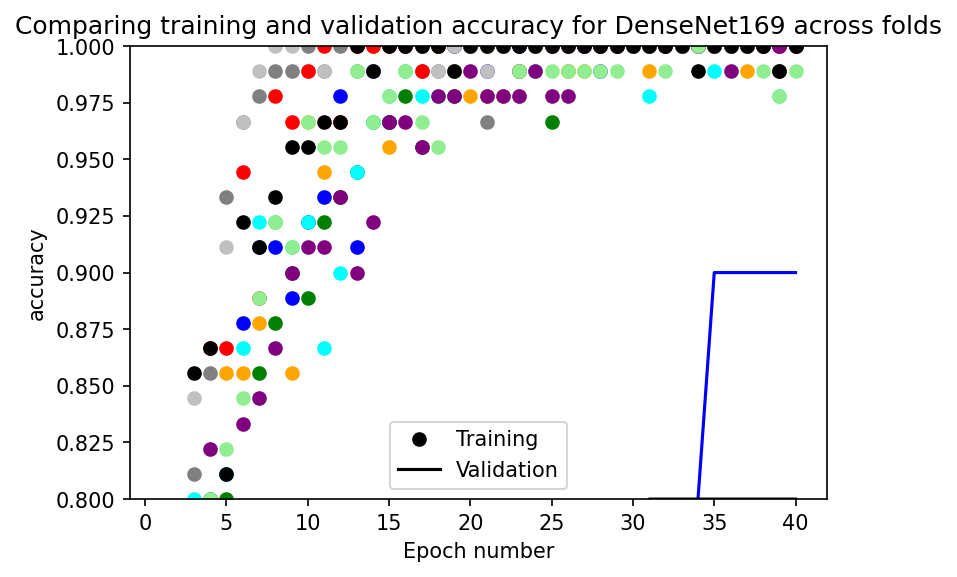 Comparing training and validation accuracy for DenseNet169 across folds
1.000
0.975
0.950
0.925
0.900
0.875
0.850
0.825
0.800
accuracy
Training
Validation
0 5 10 15 20 25 30 35 40
Epoch number